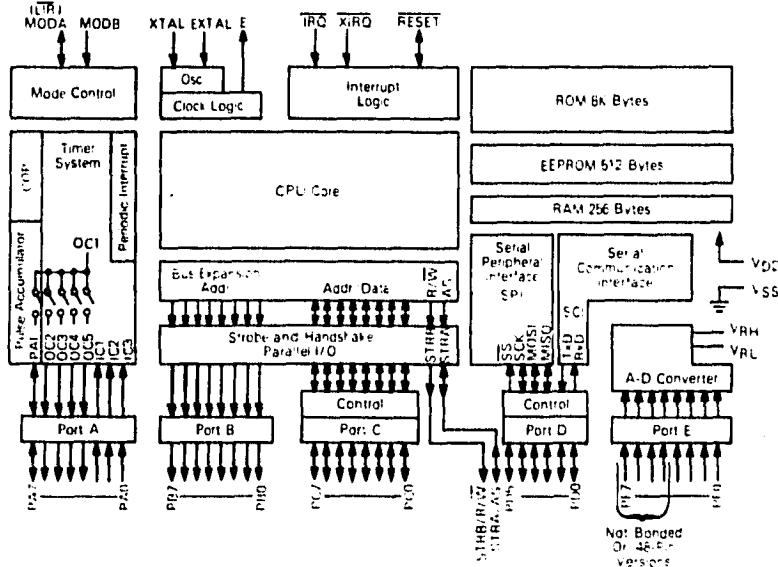 (LIR)
MODA MODB
XTAL EXTAL E
IRQ XIRQ RESET
Mode Control
Osc
Clock Logic
Interrupt
Logic
ROM 8K Bytes
EEPROM 512 Bytes
RAM 256 Bytes
COP
Timer
System
Periodic Interrupt
Pulse Accumulator
OC1
PAI
OC2
OC3
OC4
OC5
IC1
IC2
IC3
CPU Core
Bus Expansion
Addr
Addr Data
R/W
AS
Strobe and Handshake
Parallel I/O
STRB
STRA
Serial
Peripheral
Interface
SPI
SS
SCK
MOSI
MISO
Serial
Communication
Interface
SCI
TxD
RxD
VDD
VSS
VRH
VRL
A-D Converter
Control
Control
Port A
Port B
Port C
Port D
Port E
PA7
PA0
PB7
PB0
PC7
PC0
STRB/R/W
STRA/AS
PD5
PD0
PE7
PE0
Not Bonded
On 48-Pin
Versions